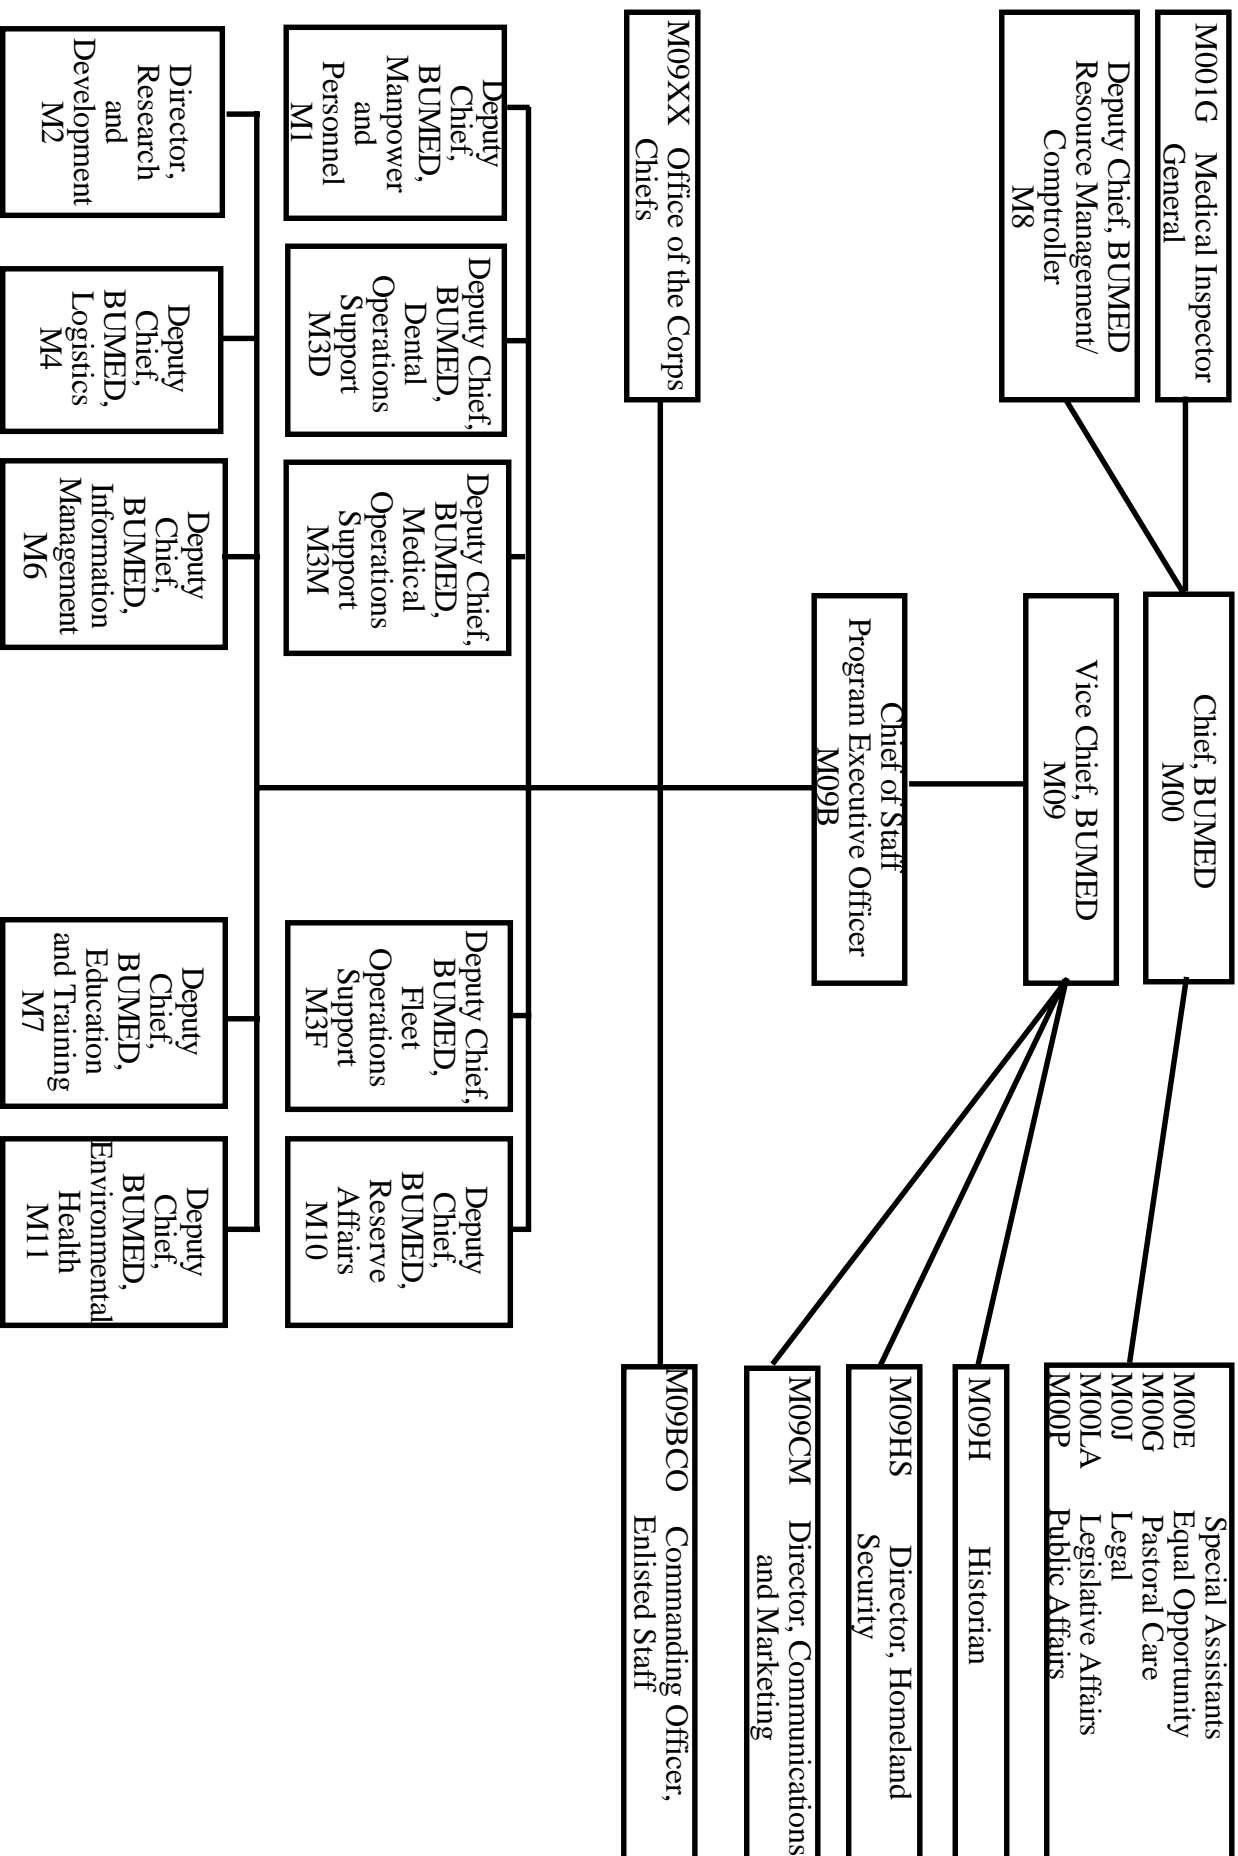 M001G Medical Inspector
General
Deputy Chief, BUMED
Resource Management/
Comptroller
M8
Chief, BUMED
M00
Special Assistants
M00E Equal Opportunity
M00G Pastoral Care
M00J Legal
M00LA Legislative Affairs
M00P Public Affairs
Vice Chief, BUMED
M09
M09H Historian
M09HS Director, Homeland
Security
M09CM Director, Communications
and Marketing
Chief of Staff
Program Executive Officer
M09B
M09XX Office of the Corps
Chiefs
M09BCO Commanding Officer,
Enlisted Staff
Deputy
Chief,
BUMED,
Manpower
and
Personnel
M1
Deputy Chief,
BUMED,
Dental
Operations
Support
M3D
Deputy Chief,
BUMED,
Medical
Operations
Support
M3M
Deputy Chief,
BUMED,
Fleet
Operations
Support
M3F
Deputy
Chief,
BUMED,
Reserve
Affairs
M10
Director,
Research
and
Development
M2
Deputy
Chief,
BUMED,
Logistics
M4
Deputy
Chief,
BUMED,
Information
Management
M6
Deputy
Chief,
BUMED,
Education
and Training
M7
Deputy
Chief,
BUMED,
Environmental
Health
M11